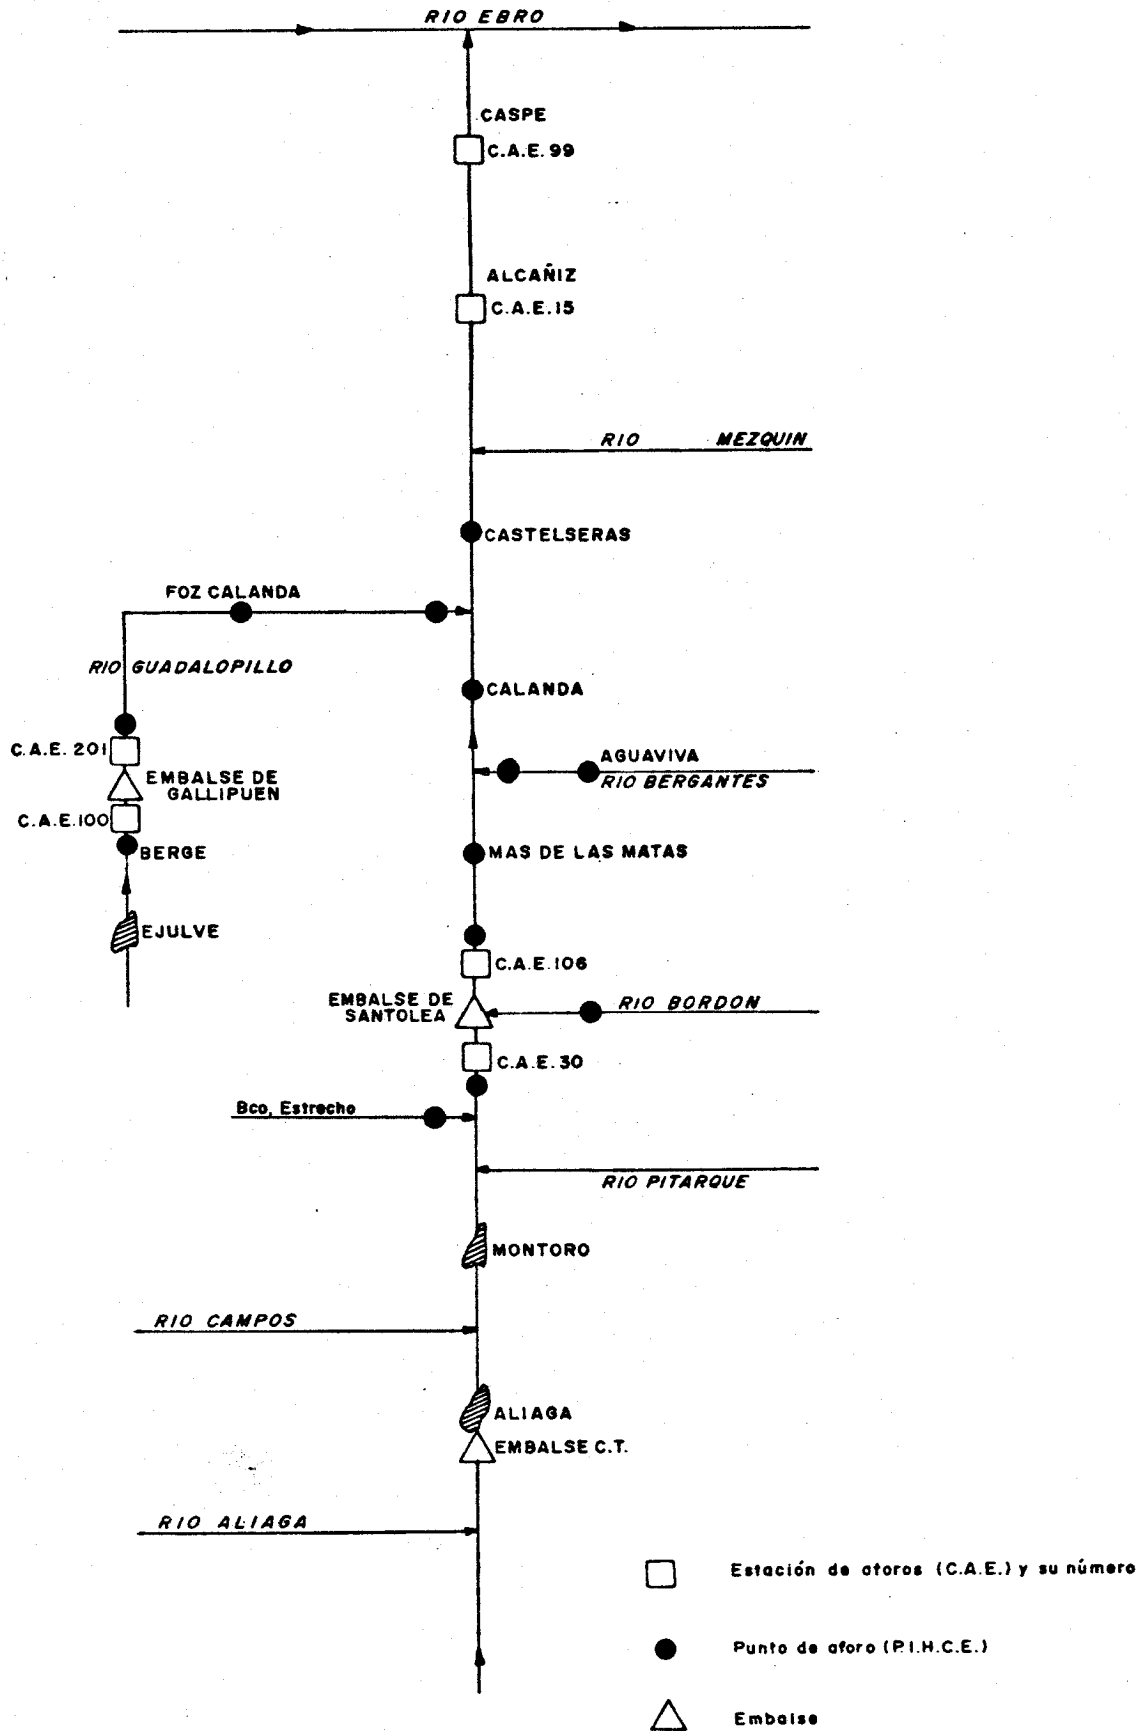 RIO EBRO
CASPE
C.A.E. 99
ALCAÑIZ
C.A.E. 15
RIO MEZQUIN
CASTELSERAS
FOZ CALANDA
RIO GUADALOPILLO
CALANDA
C.A.E. 201
AGUAVIVA
RIO BERGANTES
EMBALSE DE
GALLIPUEN
C.A.E. 100
BERGE
MAS DE LAS MATAS
EJULVE
C.A.E. 106
EMBALSE DE
SANTOLEA
RIO BORDON
C.A.E. 30
Bco, Estrecho
RIO PITARQUE
MONTORO
RIO CAMPOS
ALIAGA
EMBALSE C.T.
RIO ALIAGA
Estación de aforos (C.A.E.) y su número
Punto de aforo (P.I.H.C.E.)
Embalse